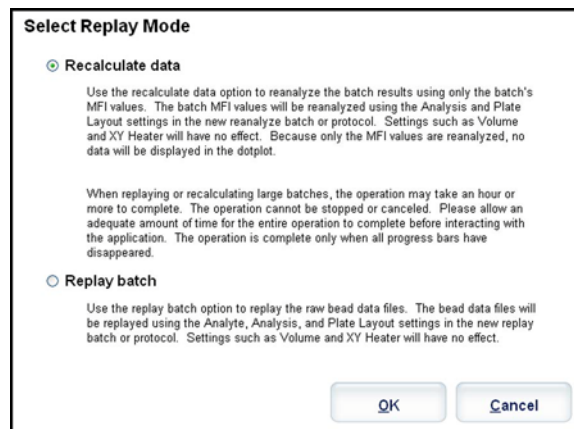 Select Replay Mode
Recalculate data
Use the recalculate data option to reanalyze the batch results using only the batch's
MFI values. The batch MFI values will be reanalyzed using the Analysis and Plate
Layout settings in the new reanalyze batch or protocol. Settings such as Volume
and XY Heater will have no effect. Because only the MFI values are reanalyzed, no
data will be displayed in the dotplot.
When replaying or recalculating large batches, the operation may take an hour or
more to complete. The operation cannot be stopped or canceled. Please allow an
adequate amount of time for the entire operation to complete before interacting with
the application. The operation is complete only when all progress bars have
disappeared.
Replay batch
Use the replay batch option to replay the raw bead data files. The bead data files will
be replayed using the Analyte, Analysis, and Plate Layout settings in the new replay
batch or protocol. Settings such as Volume and XY Heater will have no effect.
OK Cancel